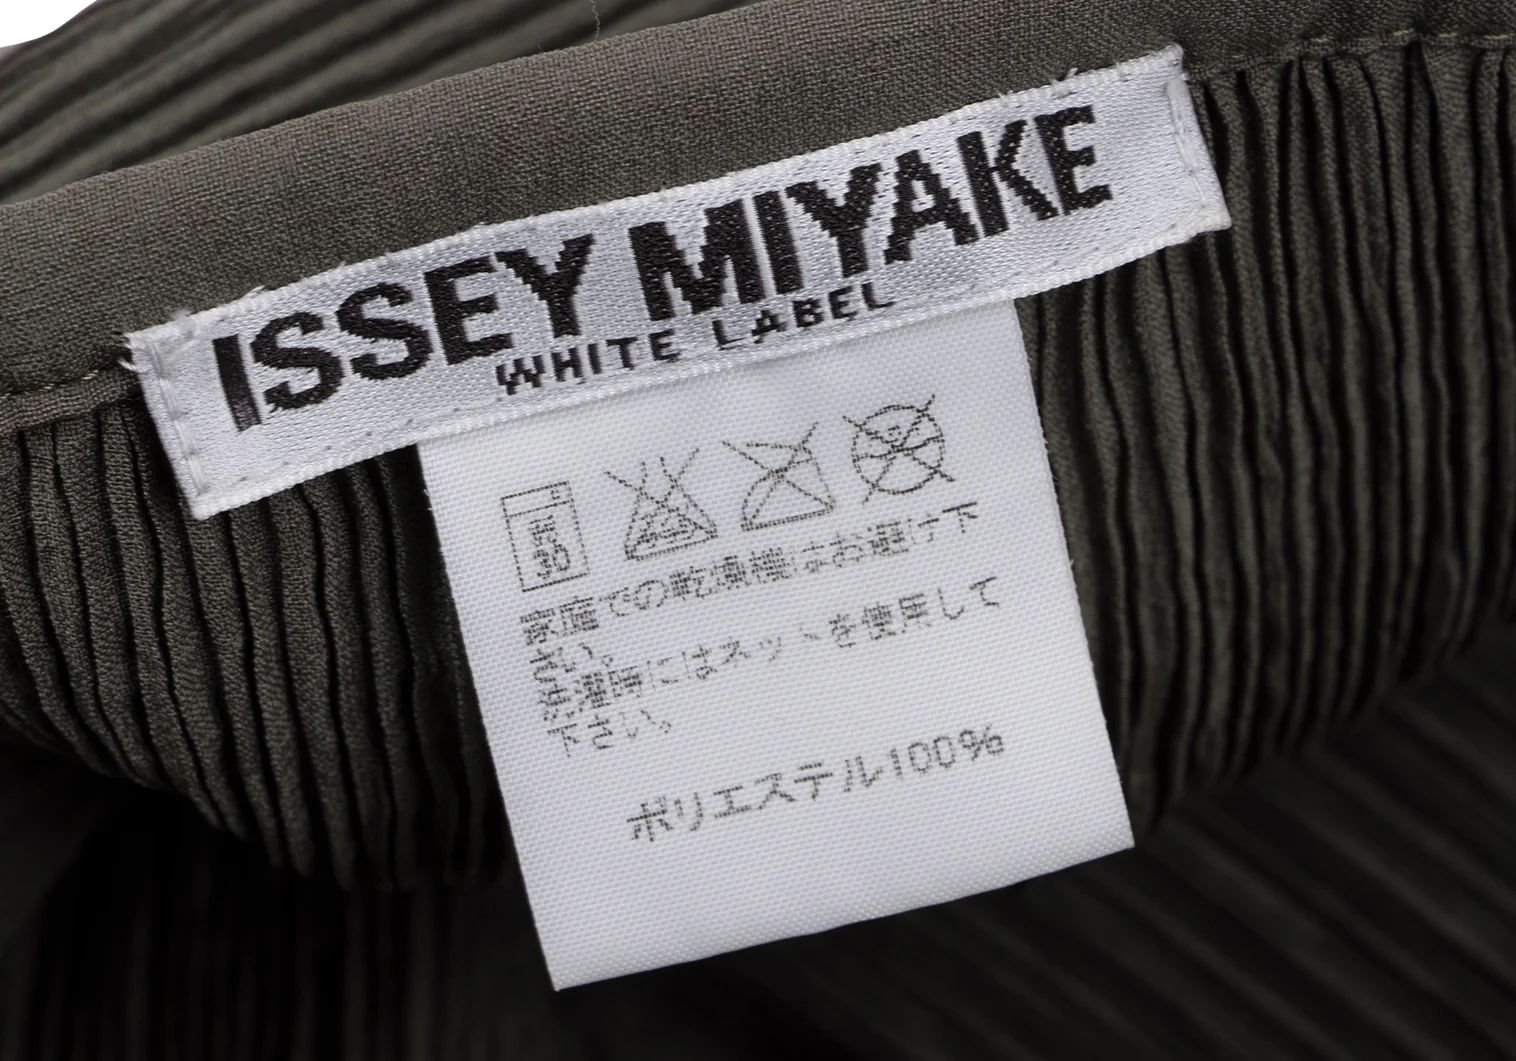 ISSEY MIYAKE
WHITE LABEL
30
家庭での乾燥機はお避け下
さい。
洗濯時にはネットを使用して
下さい。
ポリエステル100%